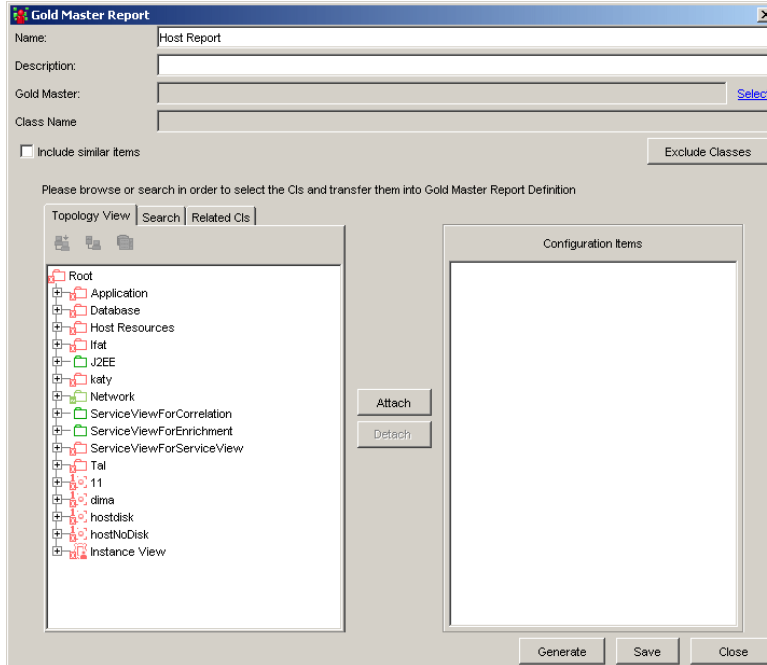 Gold Master Report
Name: Host Report
Description:
Gold Master: Select
Class Name
Include similar items Exclude Classes
Please browse or search in order to select the CIs and transfer them into Gold Master Report Definition
Topology View Search Related CIs
Configuration Items
Root
Application
Database
Host Resources
Ifat
J2EE
katy
Network
ServiceViewForCorrelation
ServiceViewForEnrichment
ServiceViewForServiceView
Tal
11
dima
hostdisk
hostNoDisk
Instance View
Attach
Detach
Generate Save Close